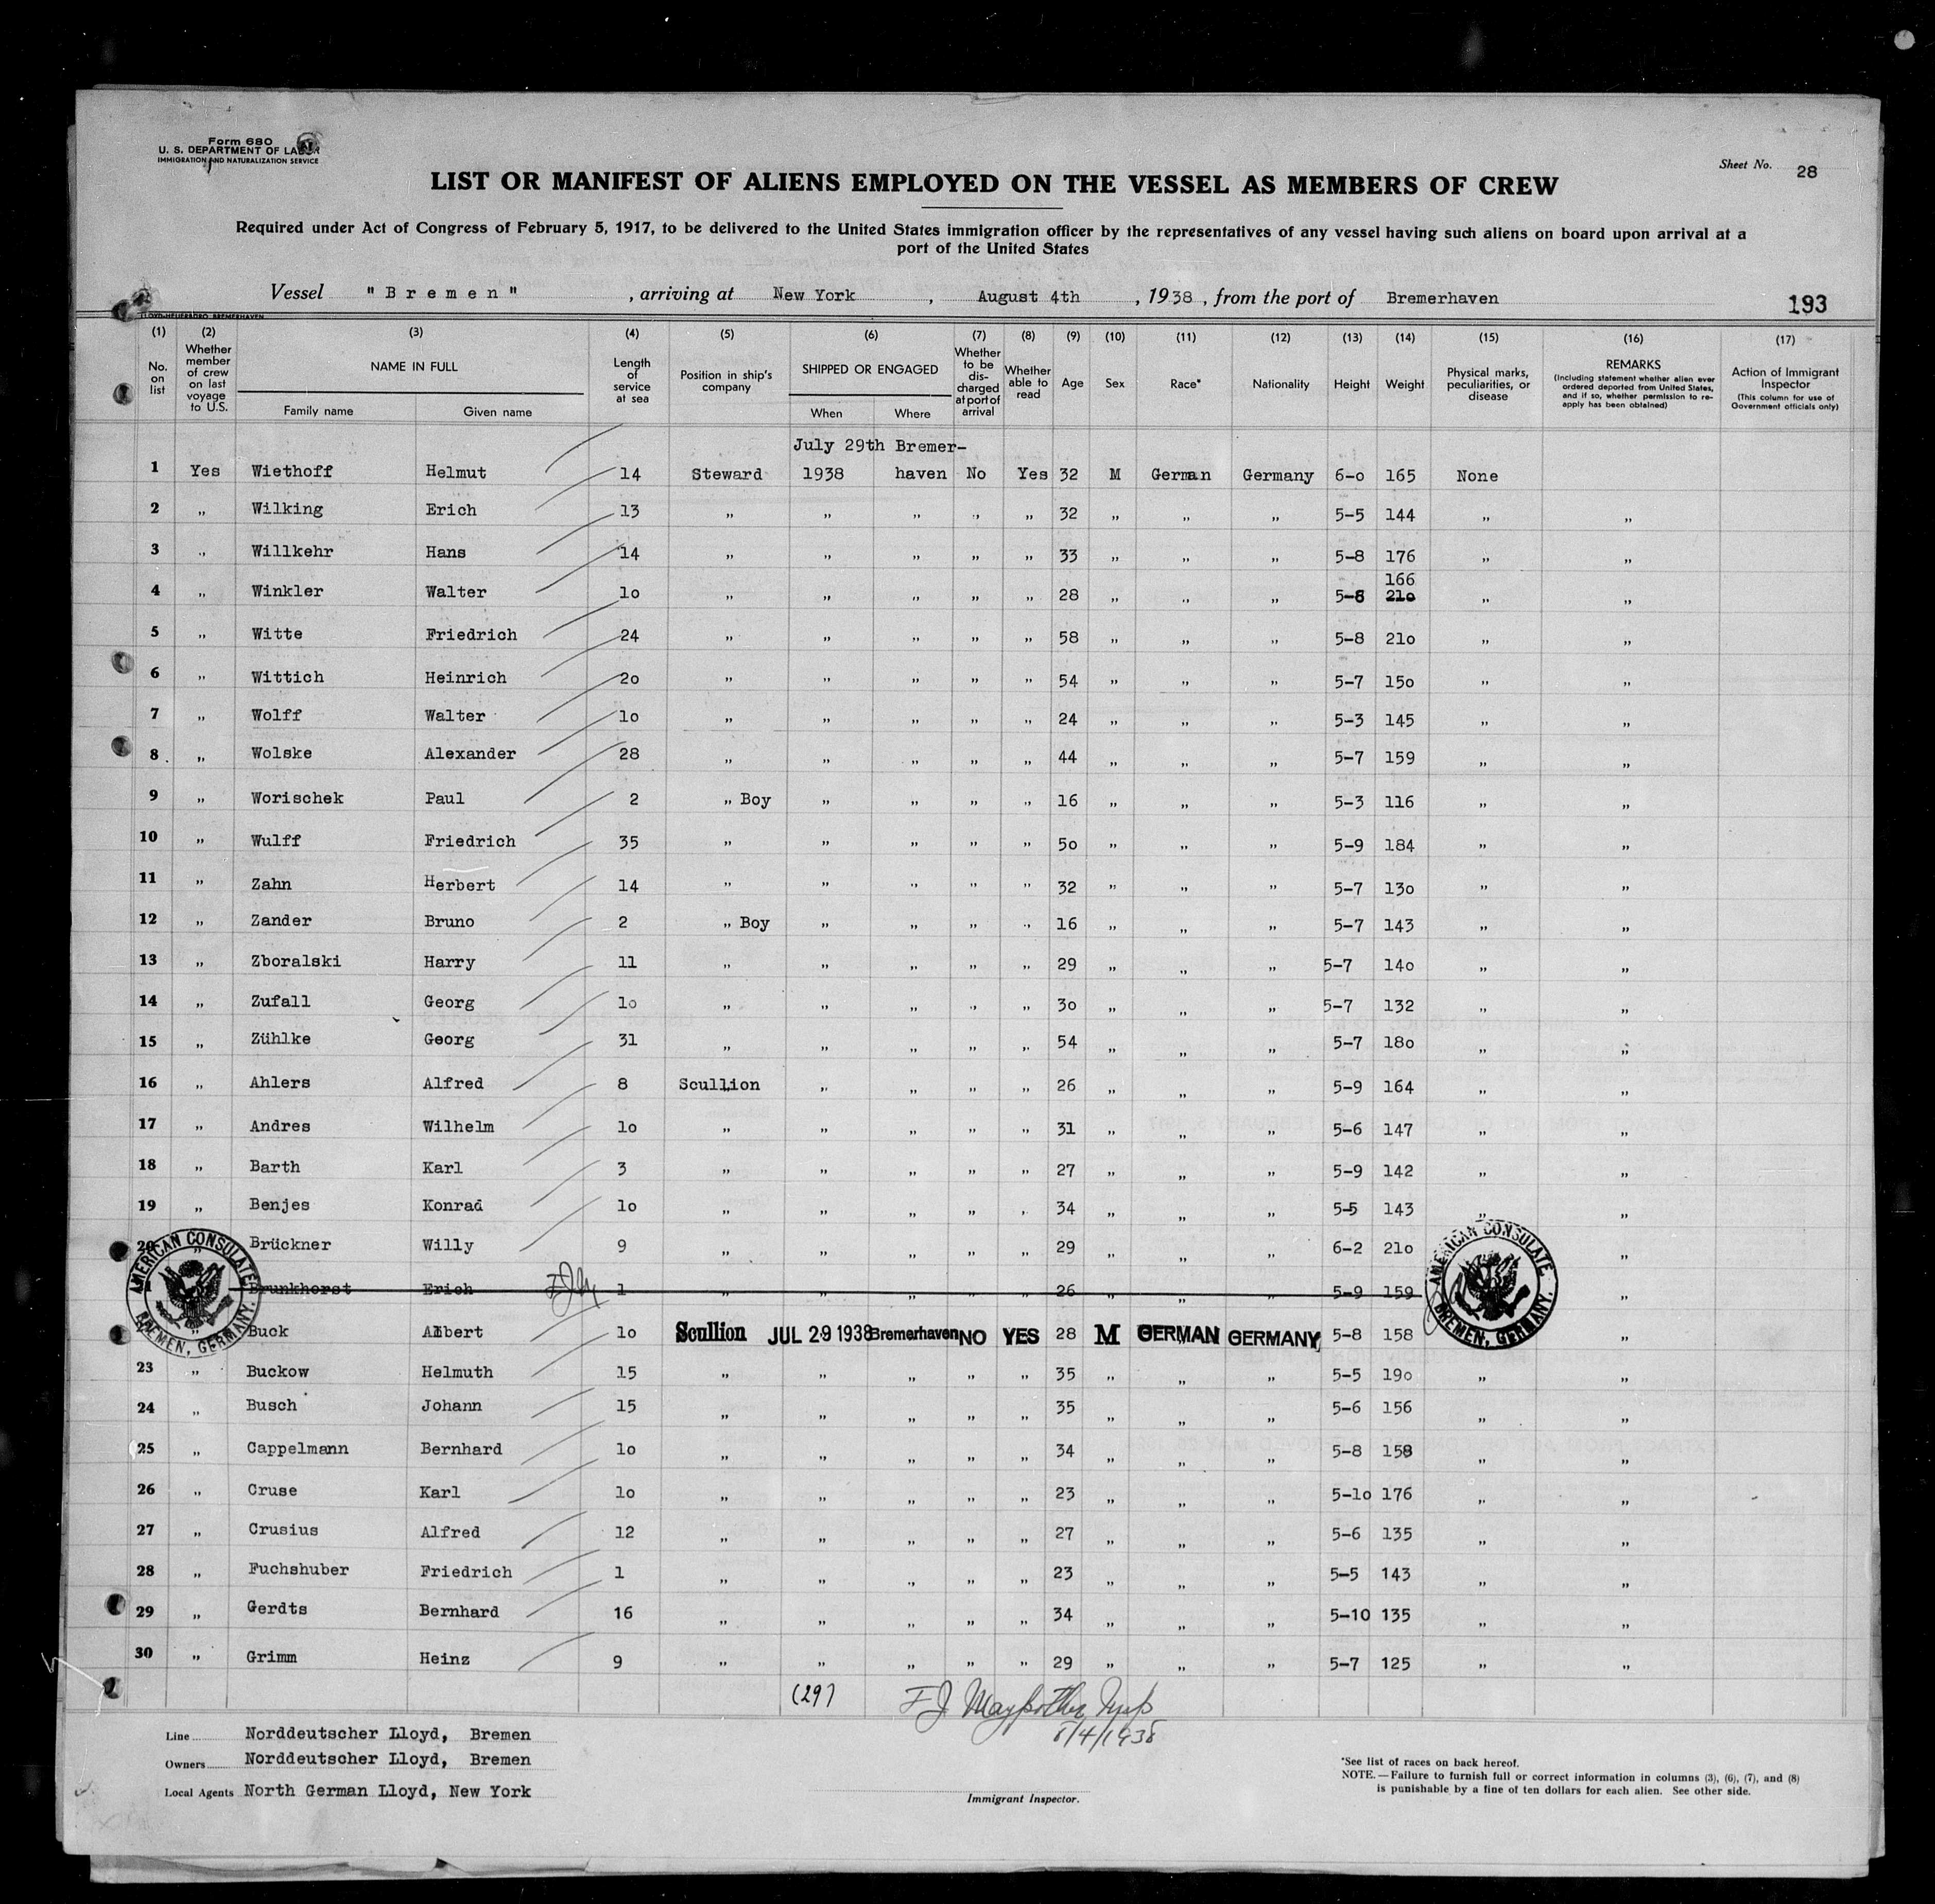 Form 680
U. S. DEPARTMENT OF LABOR
IMMIGRATION AND NATURALIZATION SERVICE
Sheet No. 28
LIST OR MANIFEST OF ALIENS EMPLOYED ON THE VESSEL AS MEMBERS OF CREW
Required under Act of Congress of February 5, 1917, to be delivered to the United States immigration officer by the representatives of any vessel having such aliens on board upon arrival at a
port of the United States
Vessel "Bremen" , arriving at New York , August 4th , 1938 , from the port of Bremerhaven
193
LLOYD-HEUERBÜRO BREMERHAVEN
(1) (2) (3) (4) (5) (6) (7) (8) (9) (10) (11) (12) (13) (14) (15) (16) (17)
No. on list
Whether member of crew on last voyage to U.S.
NAME IN FULL
Family name Given name
Length of service at sea
Position in ship's company
SHIPPED OR ENGAGED
When Where
Whether to be discharged at port of arrival
Whether able to read
Age
Sex
Race*
Nationality
Height
Weight
Physical marks, peculiarities, or disease
REMARKS
(Including statement whether alien ever ordered deported from United States, and if so, whether permission to re-apply has been obtained)
Action of Immigrant Inspector
(This column for use of Government officials only)
July 29th Bremer-
1 Yes Wiethoff Helmut 14 Steward 1938 haven No Yes 32 M German Germany 6-0 165 None
2 „ Wilking Erich 13 „ „ „ „ „ 32 „ „ „ 5-5 144 „ „
3 „ Willkehr Hans 14 „ „ „ „ „ 33 „ „ „ 5-8 176 „ „
166
4 „ Winkler Walter 10 „ „ „ „ „ 28 „ „ „ 5-8 210 „ „
5 „ Witte Friedrich 24 „ „ „ „ „ 58 „ „ „ 5-8 210 „ „
6 „ Wittich Heinrich 20 „ „ „ „ „ 54 „ „ „ 5-7 150 „ „
7 „ Wolff Walter 10 „ „ „ „ „ 24 „ „ „ 5-3 145 „ „
8 „ Wolske Alexander 28 „ „ „ „ „ 44 „ „ „ 5-7 159 „ „
9 „ Worischek Paul 2 „ Boy „ „ „ „ 16 „ „ „ 5-3 116 „ „
10 „ Wulff Friedrich 35 „ „ „ „ „ 50 „ „ „ 5-9 184 „ „
11 „ Zahn Herbert 14 „ „ „ „ „ 32 „ „ „ 5-7 130 „ „
12 „ Zander Bruno 2 „ Boy „ „ „ „ 16 „ „ „ 5-7 143 „ „
13 „ Zboralski Harry 11 „ „ „ „ „ 29 „ „ „ 5-7 140 „ „
14 „ Zufall Georg 10 „ „ „ „ „ 30 „ „ „ 5-7 132 „ „
15 „ Zühlke Georg 31 „ „ „ „ „ 54 „ „ „ 5-7 180 „ „
16 „ Ahlers Alfred 8 Scullion „ „ „ „ 26 „ „ „ 5-9 164 „ „
17 „ Andres Wilhelm 10 „ „ „ „ „ 31 „ „ „ 5-6 147 „ „
18 „ Barth Karl 3 „ „ „ „ „ 27 „ „ „ 5-9 142 „ „
19 „ Benjes Konrad 10 „ „ „ „ „ 34 „ „ „ 5-5 143 „ „
20 „ Brückner Willy 9 „ „ „ „ „ 29 „ „ „ 6-2 210 „
Brunkhorst Erich 1 „ „ „ „ „ 26 „ „ „ 5-9 159 „
„ Buck Albert 10 Scullion JUL 29 1938 Bremerhaven NO YES 28 M GERMAN GERMANY 5-8 158 „
23 „ Buckow Helmuth 15 „ „ „ „ „ 35 „ „ „ 5-5 190 „ „
24 „ Busch Johann 15 „ „ „ „ „ 35 „ „ „ 5-6 156 „ „
25 „ Cappelmann Bernhard 10 „ „ „ „ „ 34 „ „ „ 5-8 158 „ „
26 „ Cruse Karl 10 „ „ „ „ „ 23 „ „ „ 5-10 176 „ „
27 „ Crusius Alfred 12 „ „ „ „ „ 27 „ „ „ 5-6 135 „ „
28 „ Fuchshuber Friedrich 1 „ „ „ „ „ 23 „ „ „ 5-5 143 „ „
29 „ Gerdts Bernhard 16 „ „ „ „ „ 34 „ „ „ 5-10 135 „ „
30 „ Grimm Heinz 9 „ „ „ „ „ 29 „ „ „ 5-7 125 „ „
AMERICAN CONSULATE
BREMEN, GERMANY.
AMERICAN CONSULATE
BREMEN, GERMANY.
(29)
8/4/1938
Line Norddeutscher Lloyd, Bremen
Owners Norddeutscher Lloyd, Bremen
Local Agents North German Lloyd, New York
Immigrant Inspector.
*See list of races on back hereof.
NOTE.—Failure to furnish full or correct information in columns (3), (6), (7), and (8)
is punishable by a fine of ten dollars for each alien. See other side.